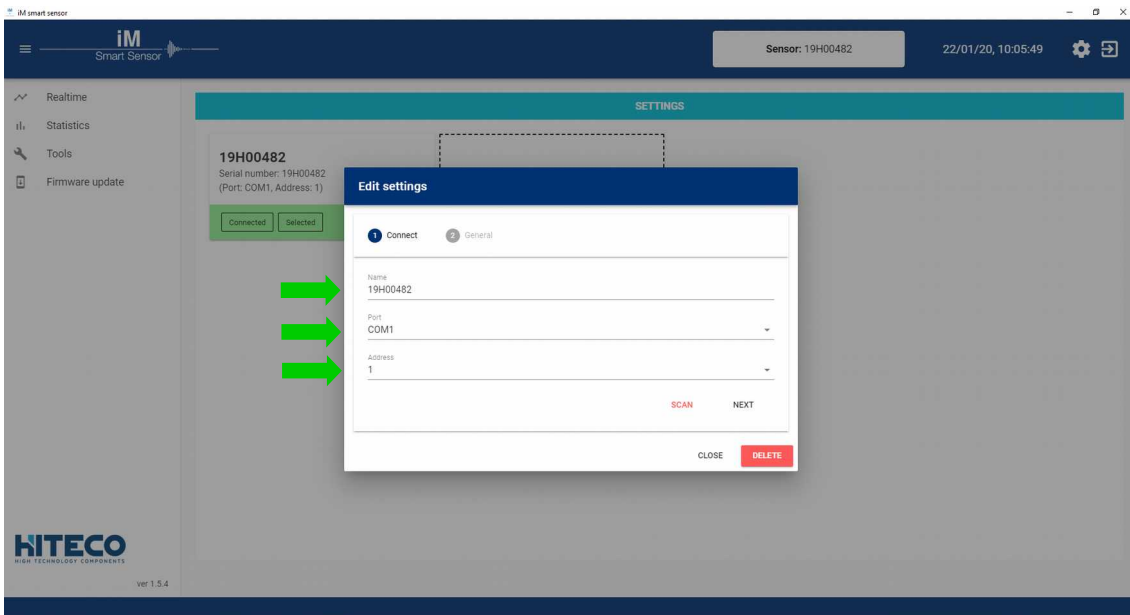 iM smart sensor
iM
Smart Sensor
Sensor: 19H00482
22/01/20, 10:05:49
Realtime
Statistics
Tools
Firmware update
SETTINGS
19H00482
Serial number: 19H00482
(Port: COM1, Address: 1)
Connected Selected
Edit settings
1 Connect 2 General
Name
19H00482
Port
COM1
Address
1
SCAN NEXT
CLOSE DELETE
HITECO
HIGH TECHNOLOGY COMPONENTS
ver 1.5.4